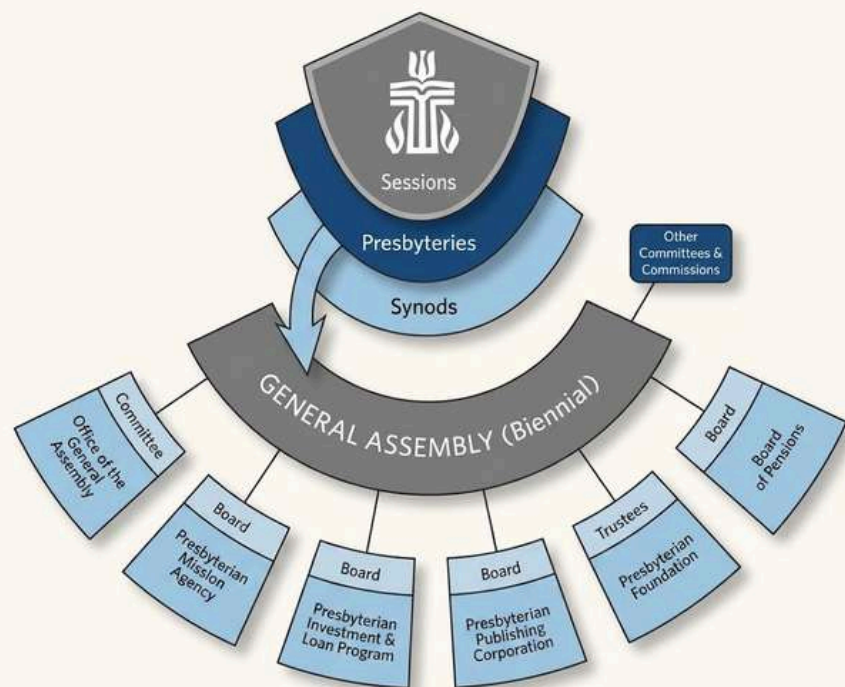 Sessions
Presbyteries
Synods
Other
Committees &
Commissions
GENERAL ASSEMBLY (Biennial)
Committee
Office of the
General
Assembly
Board
Presbyterian
Mission
Agency
Board
Presbyterian
Investment &
Loan Program
Board
Presbyterian
Publishing
Corporation
Trustees
Presbyterian
Foundation
Board
Board
of Pensions